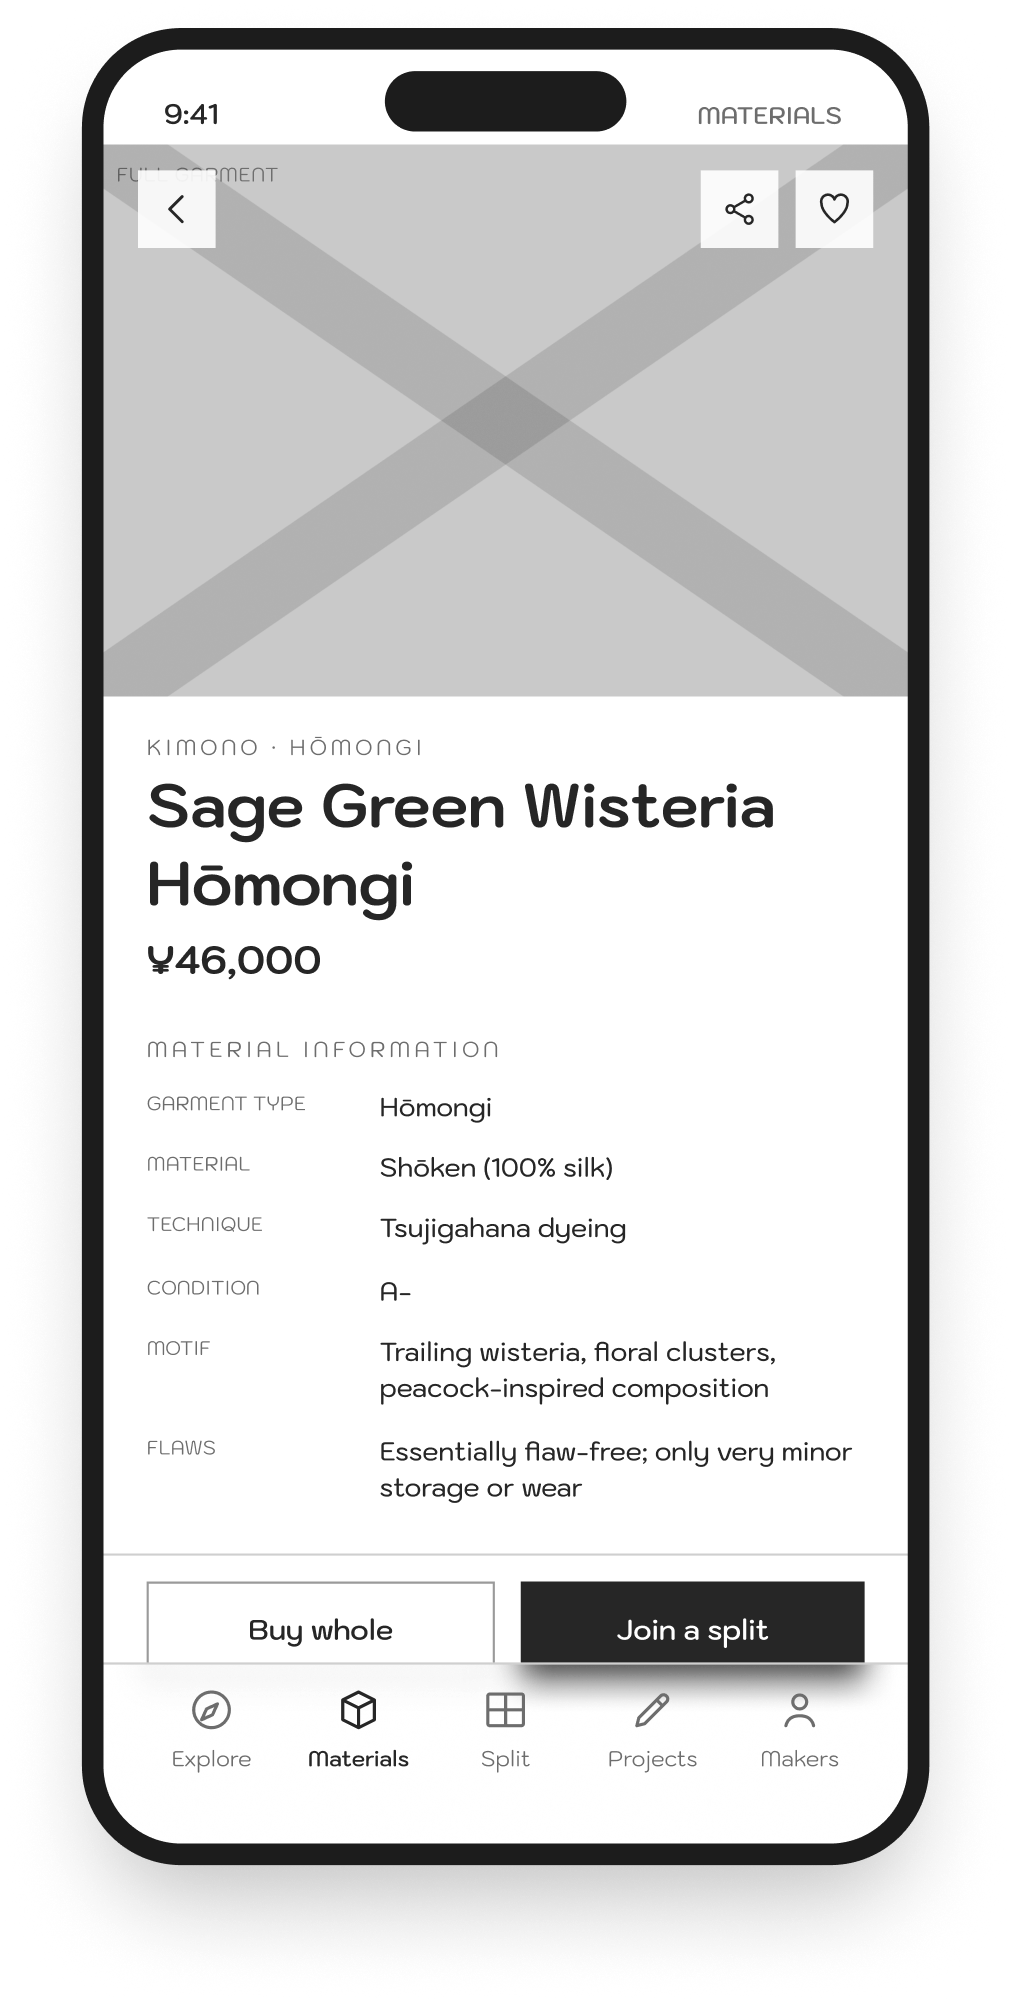 9:41
MATERIALS
FULL GARMENT
KIMONO · HŌMONGI
Sage Green Wisteria
Hōmongi
¥46,000
MATERIAL INFORMATION
GARMENT TYPE Hōmongi
MATERIAL Shōken (100% silk)
TECHNIQUE Tsujigahana dyeing
CONDITION A-
MOTIF Trailing wisteria, floral clusters,
peacock-inspired composition
FLAWS Essentially flaw-free; only very minor
storage or wear
Buy whole Join a split
Explore Materials Split Projects Makers